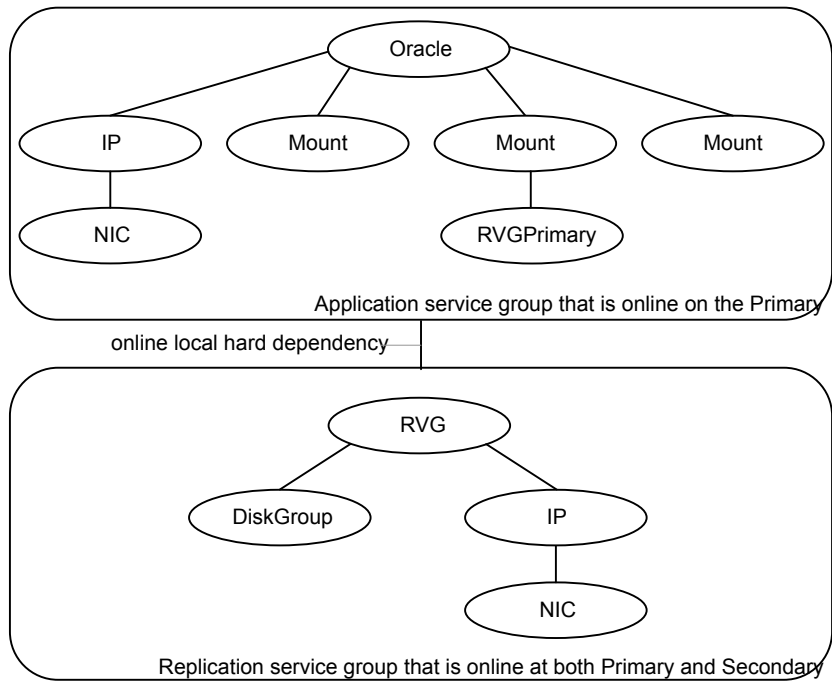 Oracle
IP
Mount
Mount
Mount
NIC
RVGPrimary
Application service group that is online on the Primary
online local hard dependency
RVG
DiskGroup
IP
NIC
Replication service group that is online at both Primary and Secondary